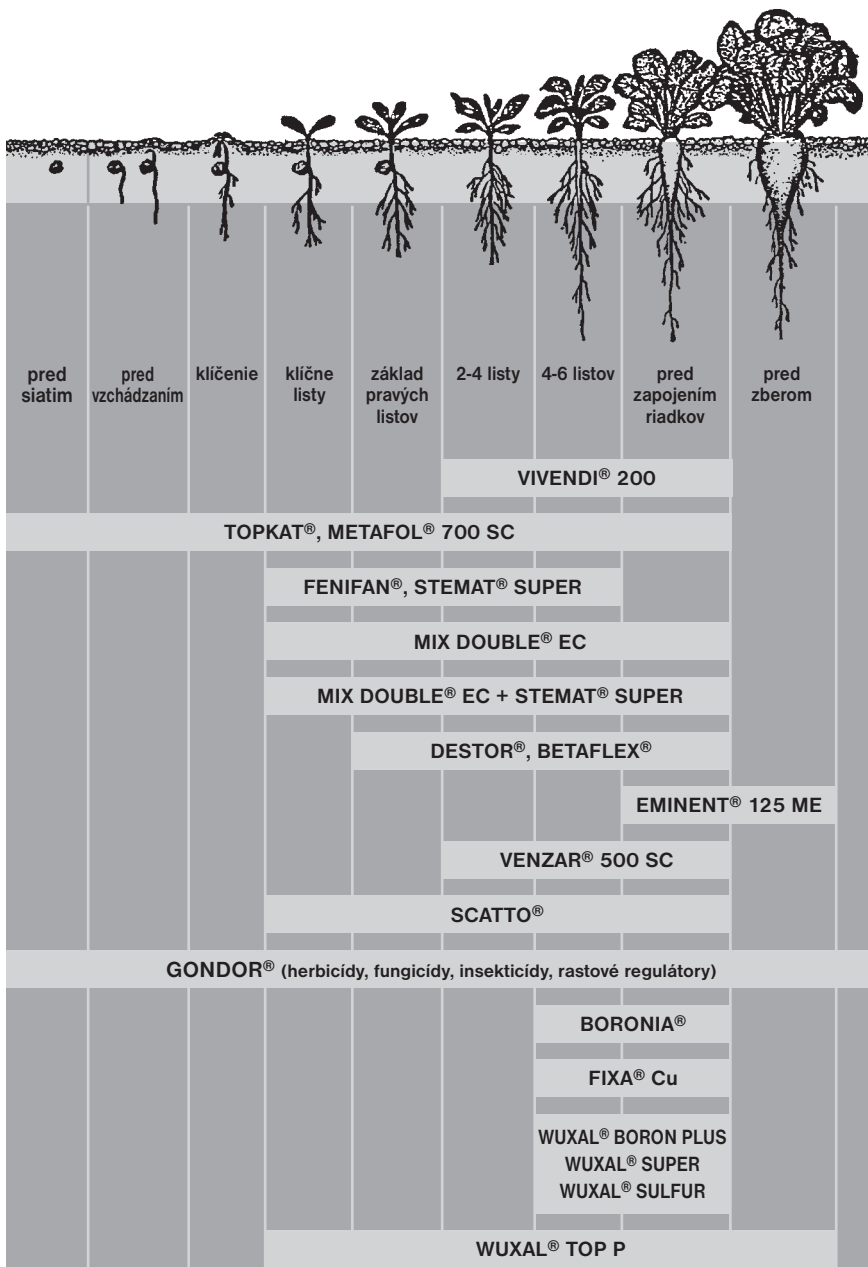 pred
siatim
pred
vzchádzaním
klíčenie
klíčne
listy
základ
pravých
listov
2-4 listy
4-6 listov
pred
zapojením
riadkov
pred
zberom
VIVENDI® 200
TOPKAT®, METAFOL® 700 SC
FENIFAN®, STEMAT® SUPER
MIX DOUBLE® EC
MIX DOUBLE® EC + STEMAT® SUPER
DESTOR®, BETAFLEX®
EMINENT® 125 ME
VENZAR® 500 SC
SCATTO®
GONDOR® (herbicídy, fungicídy, insekticídy, rastové regulátory)
BORONIA®
FIXA® Cu
WUXAL® BORON PLUS
WUXAL® SUPER
WUXAL® SULFUR
WUXAL® TOP P